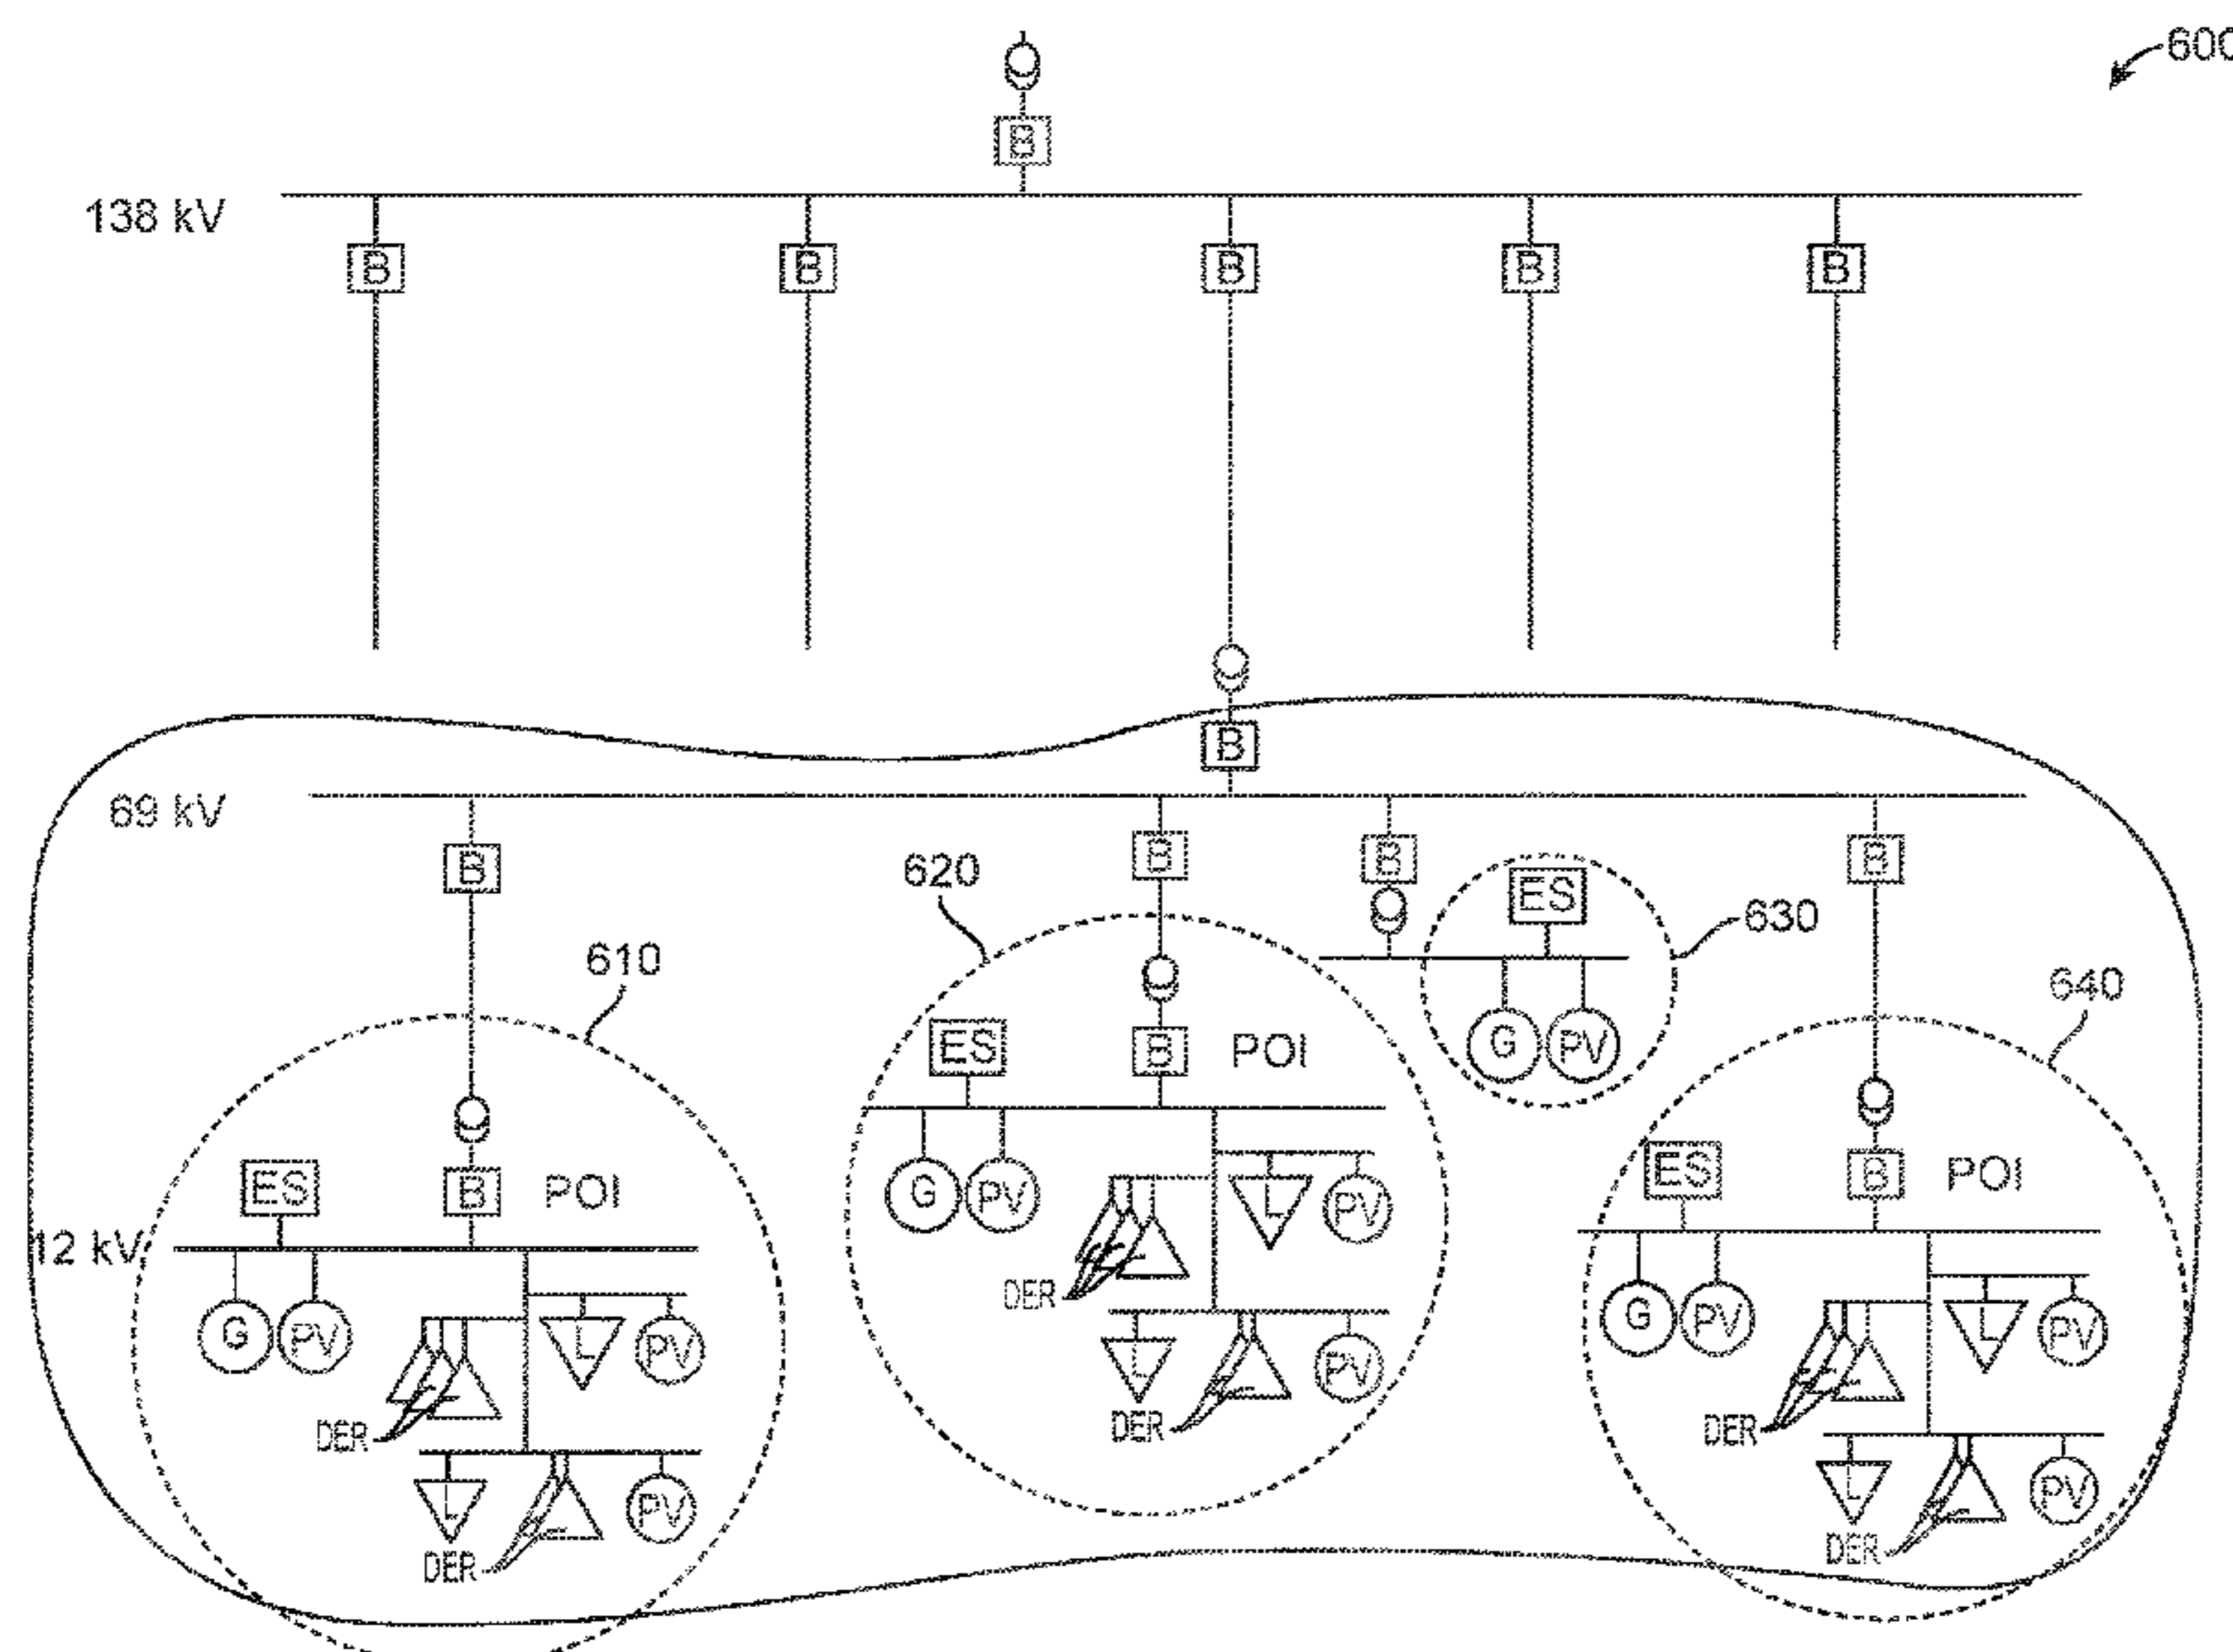 600
B
138 kV
B B B B B
B
69 kV
B B B B
620 ES 630
610 640
ES B POI G PV
ES B POI ES B POI
G PV L PV
12 kV
G PV L PV G PV L PV
DER
DER DER
L PV
DER
L PV L PV
DER DER